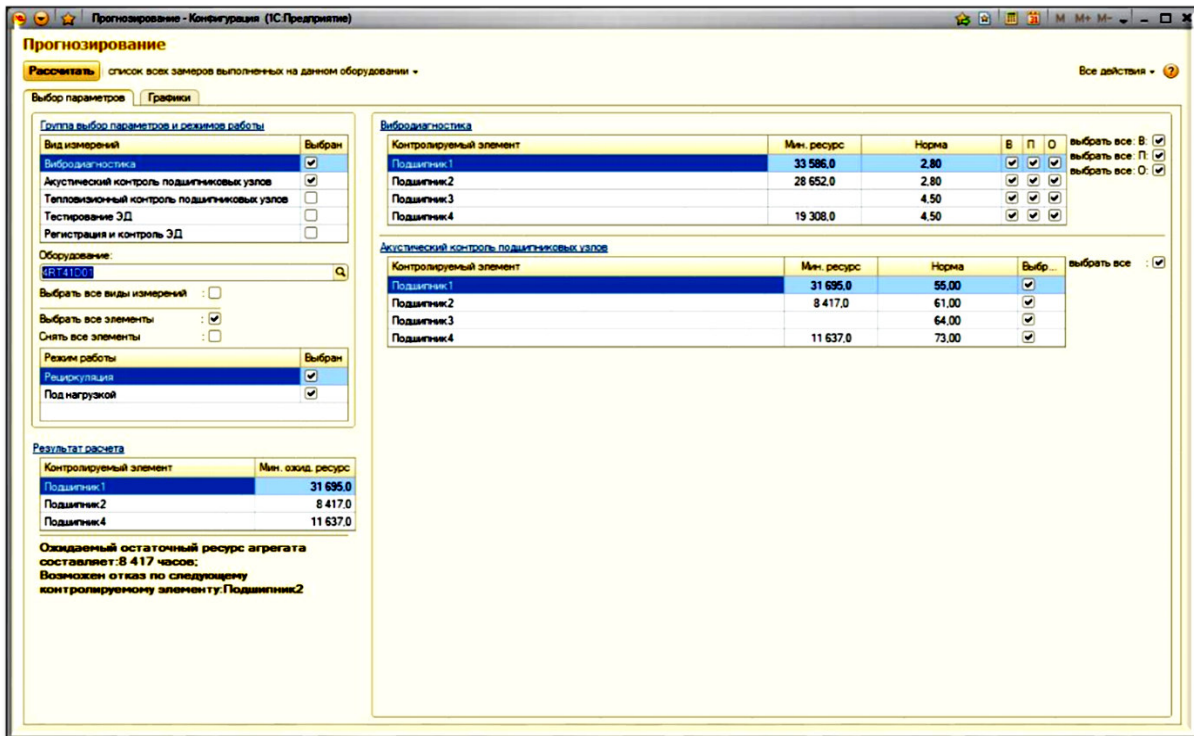 Прогнозирование - Конфигурация (1С:Предприятие)
M M+ M-
Прогнозирование
Рассчитать список всех замеров выполненных на данном оборудовании
Все действия
Выбор параметров Графики
Группа выбор параметров и режимов работы
Вид измерений Выбран
Вибродиагностика
Акустический контроль подшипниковых узлов
Тепловизионный контроль подшипниковых узлов
Тестирование ЭД
Регистрация и контроль ЭД
Оборудование:
4RT41D01
Выбрать все виды измерений :
Выбрать все элементы :
Снять все элементы :
Режим работы Выбран
Рециркуляция
Под нагрузкой
Результат расчета
Контролируемый элемент Мин. ожид. ресурс
Подшипник1 31 695,0
Подшипник2 8 417,0
Подшипник4 11 637,0
Ожидаемый остаточный ресурс агрегата
составляет:8 417 часов;
Возможен отказ по следующему
контролируемому элементу:Подшипник2
Вибродиагностика
Контролируемый элемент Мин. ресурс Норма В П О
Подшипник1 33 586,0 2,80
Подшипник2 28 652,0 2,80
Подшипник3 4,50
Подшипник4 19 308,0 4,50
выбрать все: В:
выбрать все: П:
выбрать все: О:
Акустический контроль подшипниковых узлов
Контролируемый элемент Мин. ресурс Норма Выбр...
Подшипник1 31 695,0 55,00
Подшипник2 8 417,0 61,00
Подшипник3 64,00
Подшипник4 11 637,0 73,00
выбрать все :